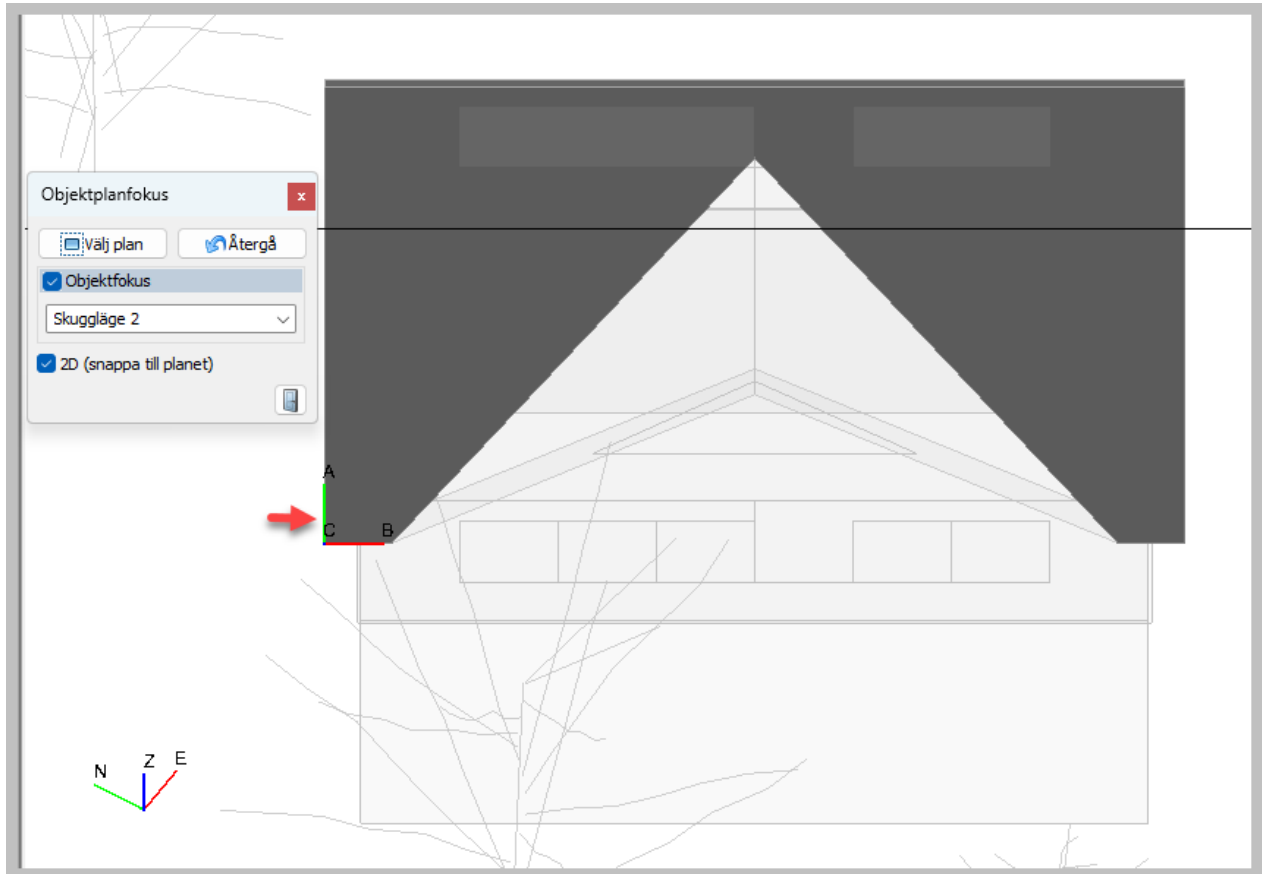 Objektplanfokus
x
Välj plan
Återgå
Objektfokus
Skuggläge 2
2D (snappa till planet)
A
C
B
N
Z
E